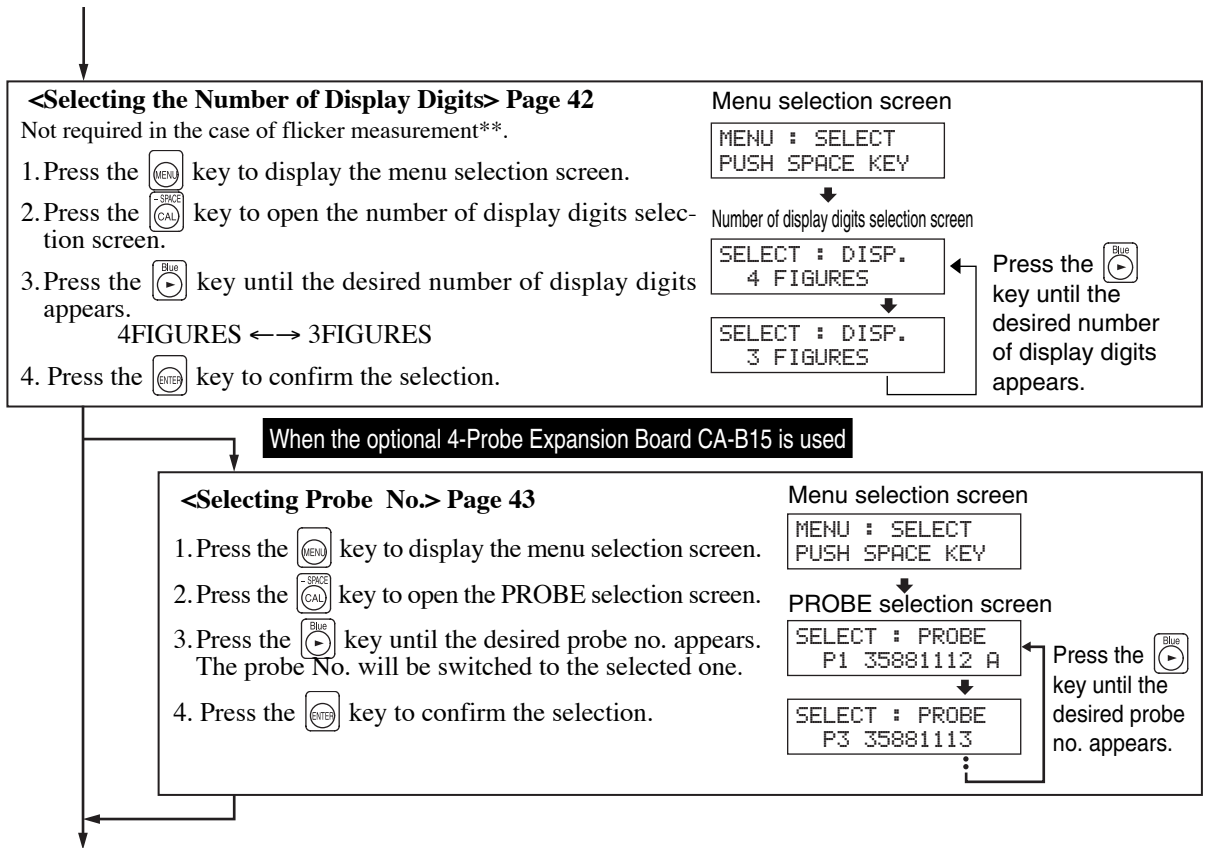 <Selecting the Number of Display Digits> Page 42
Not required in the case of flicker measurement**.
1. Press the MENU key to display the menu selection screen.
2. Press the - SPACE CAL key to open the number of display digits selec-
tion screen.
3. Press the Blue key until the desired number of display digits
appears.
4FIGURES ←→ 3FIGURES
4. Press the ENTER key to confirm the selection.
Menu selection screen
MENU : SELECT
PUSH SPACE KEY
Number of display digits selection screen
SELECT : DISP.
4 FIGURES
SELECT : DISP.
3 FIGURES
Press the Blue
key until the
desired number
of display digits
appears.
When the optional 4-Probe Expansion Board CA-B15 is used
<Selecting Probe No.> Page 43
1. Press the MENU key to display the menu selection screen.
2. Press the - SPACE CAL key to open the PROBE selection screen.
3. Press the Blue key until the desired probe no. appears.
The probe No. will be switched to the selected one.
4. Press the ENTER key to confirm the selection.
Menu selection screen
MENU : SELECT
PUSH SPACE KEY
PROBE selection screen
SELECT : PROBE
P1 35881112 A
SELECT : PROBE
P3 35881113
Press the Blue
key until the
desired probe
no. appears.